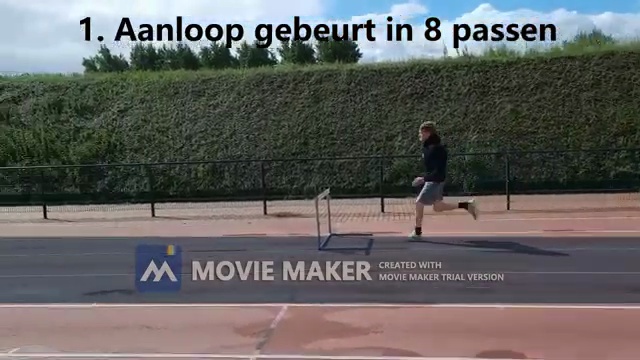 1. Aanloop gebeurt in 8 passen
MOVIE MAKER
CREATED WITH
MOVIE MAKER TRIAL VERSION